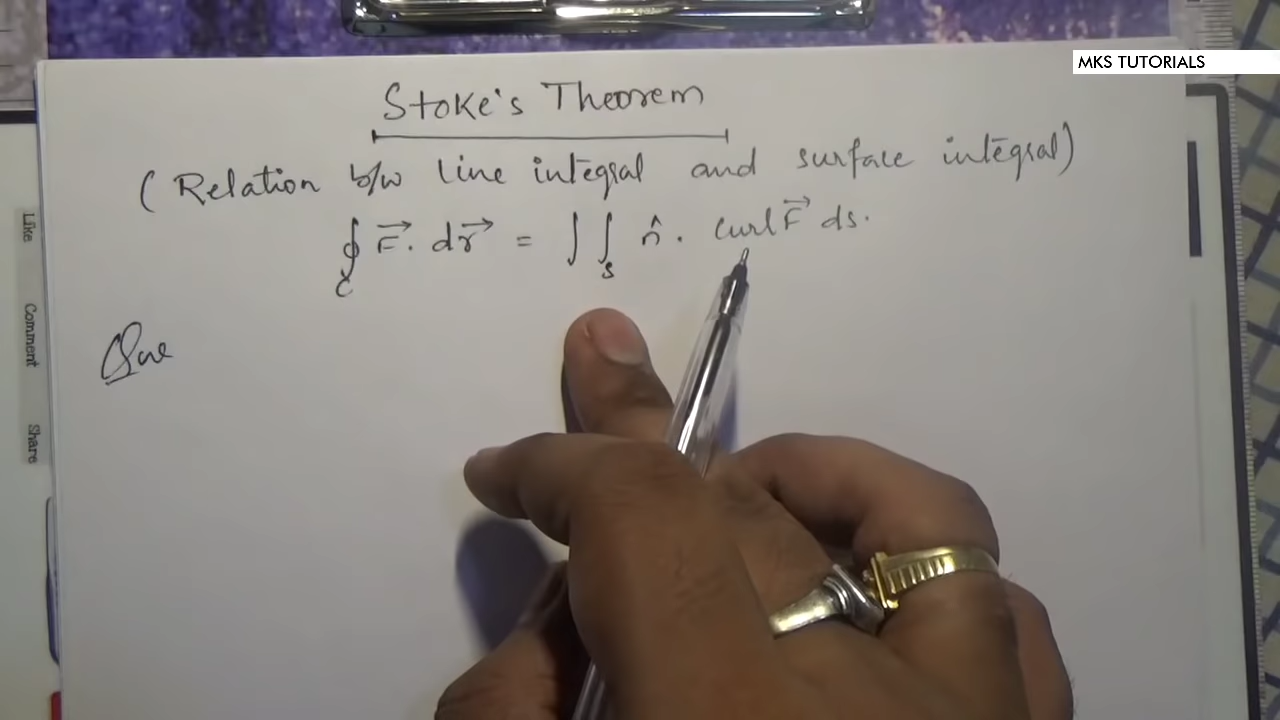 MKS TUTORIALS
Stoke's Theorem
(Relation b/w line integral and surface integral)
∮_C F⃗ . dr⃗ = ∫∫_S n̂ . curl F⃗ ds.
Que
Like
Comment
Share